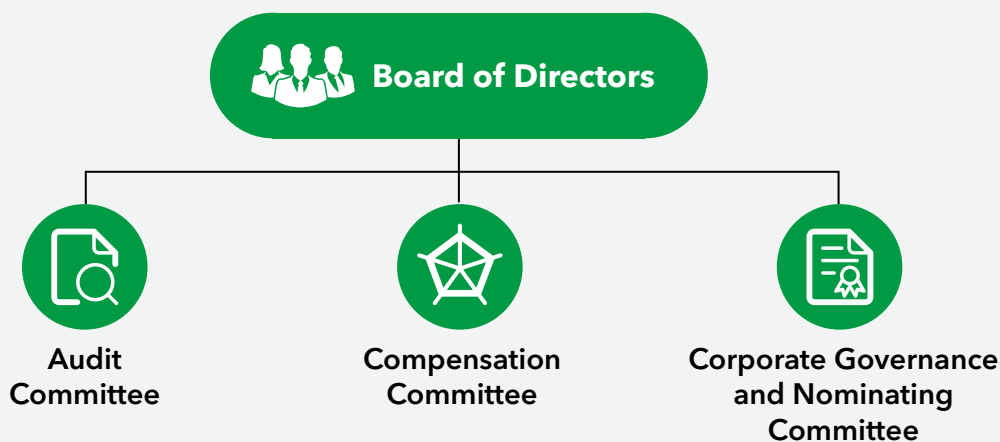 Board of Directors
Audit
Committee
Compensation
Committee
Corporate Governance
and Nominating
Committee